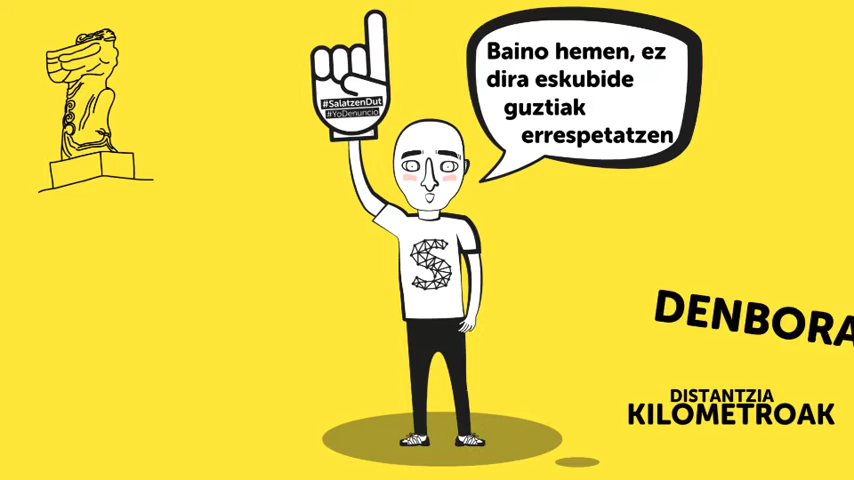 Baino hemen, ez
dira eskubide
guztiak
errespetatzen
#SalatzenDut
#YoDenuncio
S
DENBORA
DISTANTZIA
KILOMETROAK